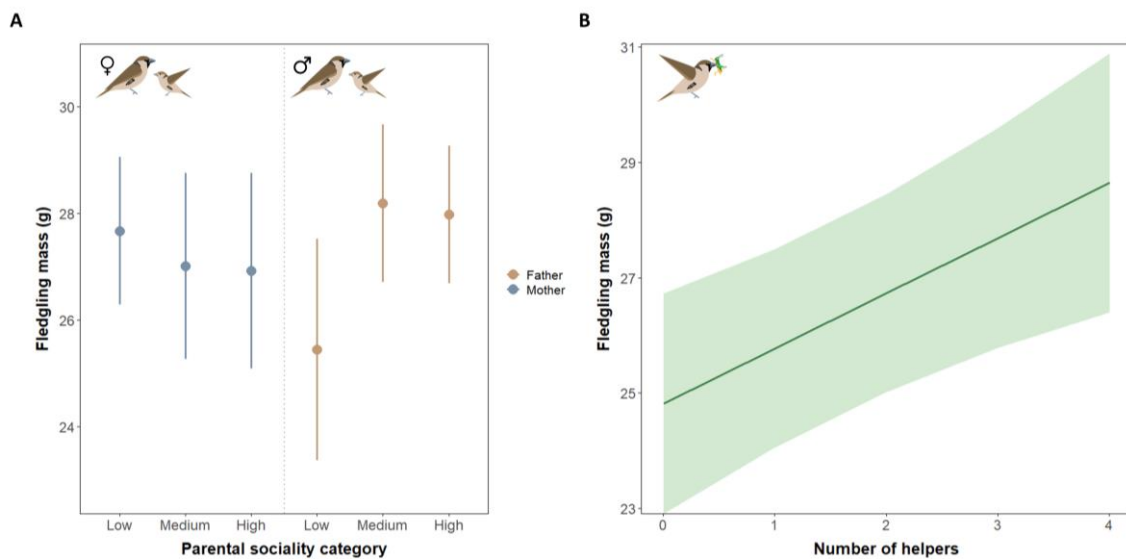 A
♀
♂
Fledgling mass (g)
30
28
26
24
Low Medium High Low Medium High
Parental sociality category
Father
Mother
B
Fledgling mass (g)
31
29
27
25
23
0 1 2 3 4
Number of helpers